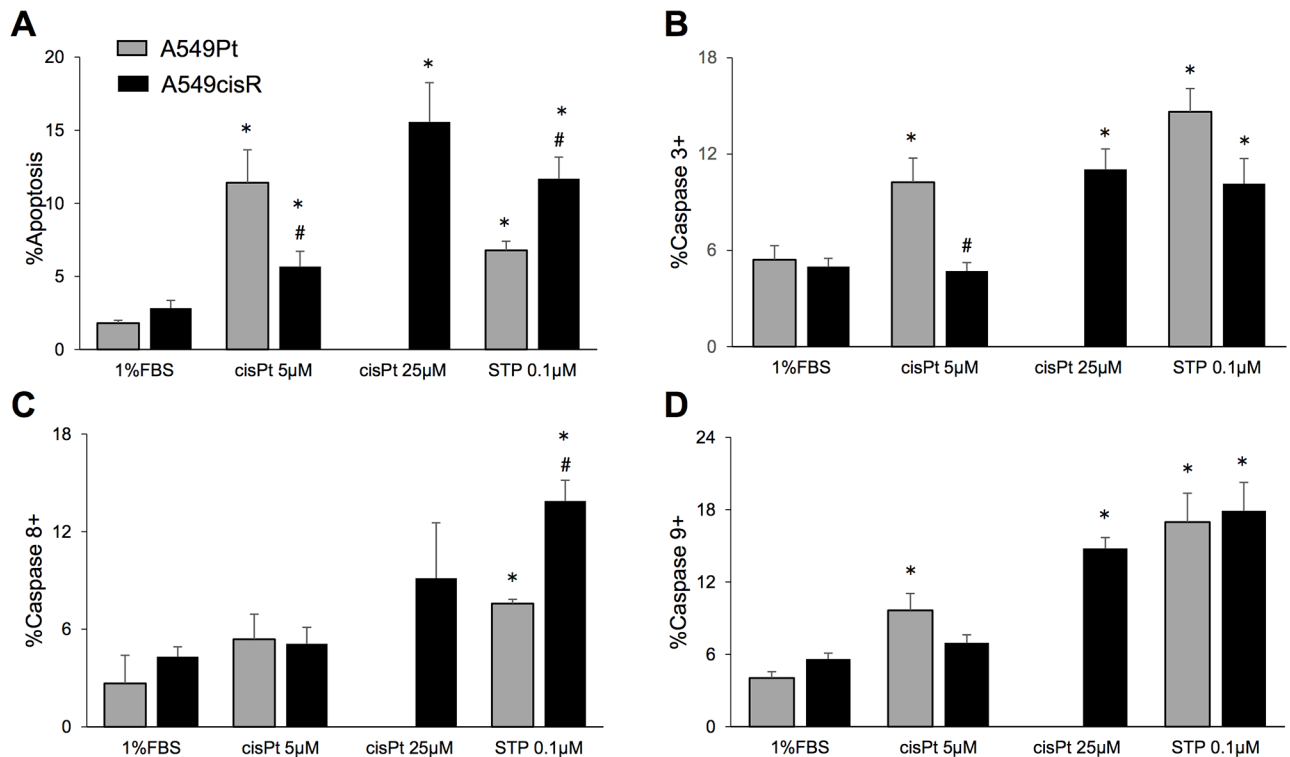 A
A549Pt
A549cisR
%Apoptosis
20
15
10
5
0
*
*
#
*
*
*
#
1%FBS
cisPt 5µM
cisPt 25µM
STP 0.1µM
B
%Caspase 3+
18
12
6
0
*
#
*
*
*
1%FBS
cisPt 5µM
cisPt 25µM
STP 0.1µM
C
%Caspase 8+
18
12
6
0
*
*
#
1%FBS
cisPt 5µM
cisPt 25µM
STP 0.1µM
D
%Caspase 9+
24
18
12
6
0
*
*
*
*
1%FBS
cisPt 5µM
cisPt 25µM
STP 0.1µM